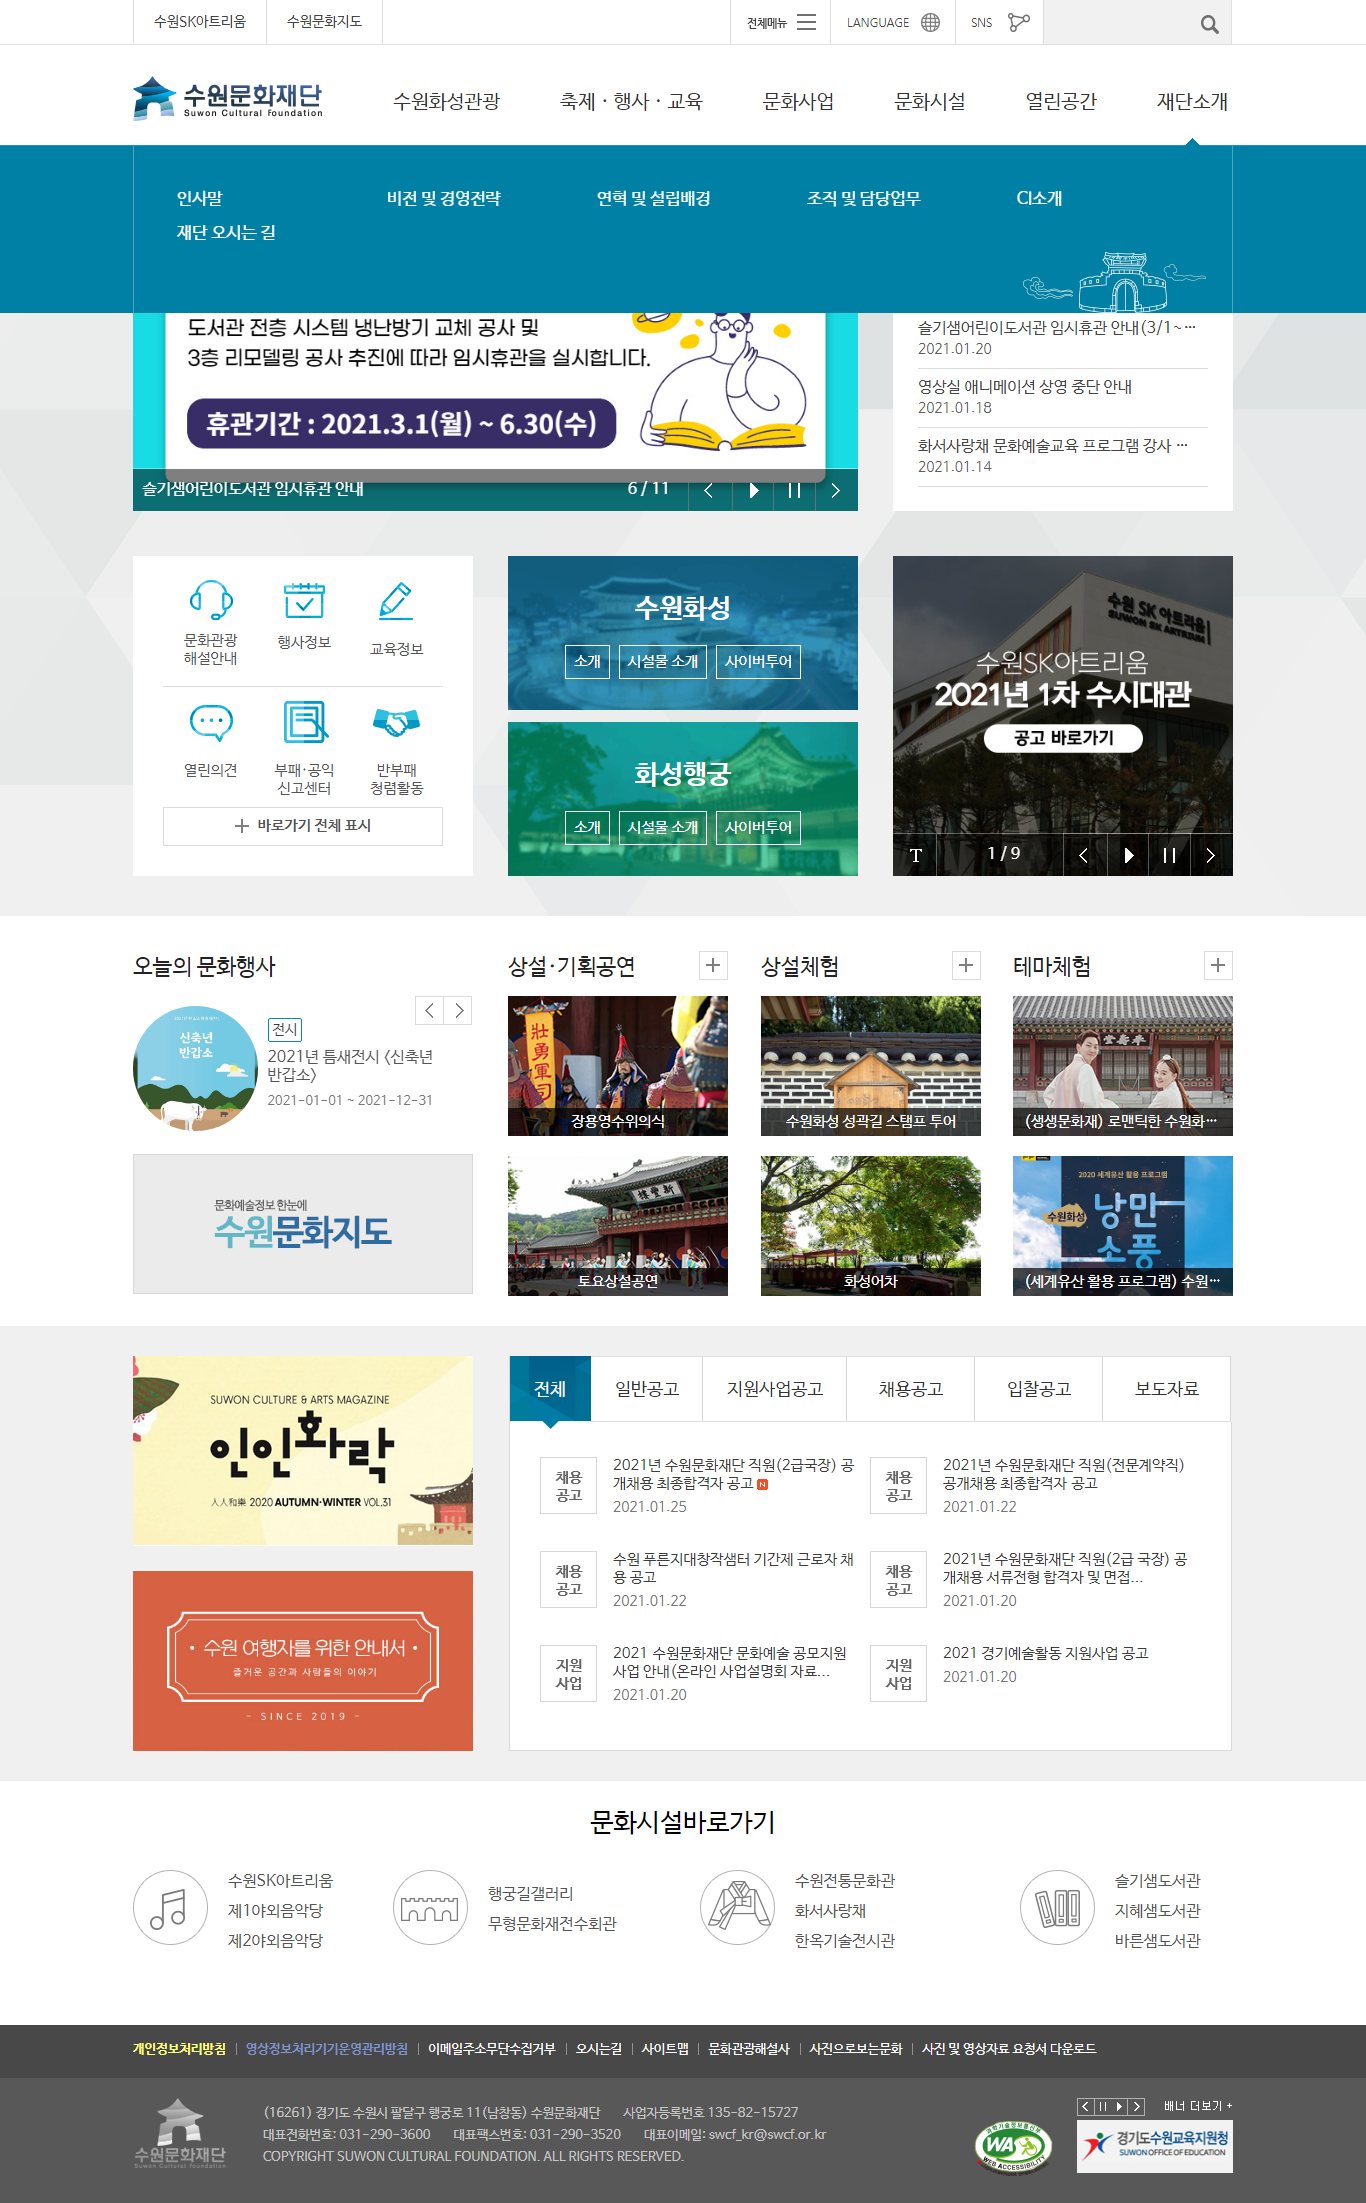 수원SK아트리움
수원문화지도
전체메뉴
LANGUAGE
SNS
수원문화재단
Suwon Cultural Foundation
수원화성관광
축제 · 행사 · 교육
문화사업
문화시설
열린공간
재단소개
인사말
비전 및 경영전략
연혁 및 설립배경
조직 및 담당업무
CI소개
재단 오시는 길
도서관 전층 시스템 냉난방기 교체 공사 및
3층 리모델링 공사 추진에 따라 임시휴관을 실시합니다.
휴관기간 : 2021.3.1(월) ~ 6.30(수)
슬기샘어린이도서관 임시휴관 안내
6 / 11
슬기샘어린이도서관 임시휴관 안내(3/1~···
2021.01.20
영상실 애니메이션 상영 중단 안내
2021.01.18
화서사랑채 문화예술교육 프로그램 강사 ···
2021.01.14
문화관광
해설안내
행사정보
교육정보
열린의견
부패·공익
신고센터
반부패
청렴활동
바로가기 전체 표시
수원화성
소개
시설물 소개
사이버투어
화성행궁
소개
시설물 소개
사이버투어
수원 SK 아트리움
SUWON SK ARTRIUM
수원SK아트리움
2021년 1차 수시대관
공고 바로가기
T
1 / 9
오늘의 문화행사
신축년
반갑소
전시
2021년 틈새전시 <신축년
반갑소>
2021-01-01 ~ 2021-12-31
문화예술정보 한눈에
수원문화지도
상설·기획공연
壯勇軍司
장용영수위의식
토요상설공연
상설체험
수원화성 성곽길 스탬프 투어
화성어차
테마체험
(생생문화재) 로맨틱한 수원화···
2020 세계유산 활용 프로그램
수원화성
낭만
소풍
(세계유산 활용 프로그램) 수원···
SUWON CULTURE & ARTS MAGAZINE
인인화락
人人和樂 2020 AUTUMN·WINTER VOL.31
· 수원 여행자를 위한 안내서 ·
즐거운 공간과 사람들의 이야기
- SINCE 2019 -
전체
일반공고
지원사업공고
채용공고
입찰공고
보도자료
채용
공고
2021년 수원문화재단 직원(2급국장) 공
개채용 최종합격자 공고 N
2021.01.25
채용
공고
2021년 수원문화재단 직원(전문계약직)
공개채용 최종합격자 공고
2021.01.22
채용
공고
수원 푸른지대창작샘터 기간제 근로자 채
용 공고
2021.01.22
채용
공고
2021년 수원문화재단 직원(2급 국장) 공
개채용 서류전형 합격자 및 면접...
2021.01.20
지원
사업
2021 수원문화재단 문화예술 공모지원
사업 안내(온라인 사업설명회 자료...
2021.01.20
지원
사업
2021 경기예술활동 지원사업 공고
2021.01.20
문화시설바로가기
수원SK아트리움
제1야외음악당
제2야외음악당
행궁길갤러리
무형문화재전수회관
수원전통문화관
화서사랑채
한옥기술전시관
슬기샘도서관
지혜샘도서관
바른샘도서관
개인정보처리방침
영상정보처리기기운영관리방침
이메일주소무단수집거부
오시는길
사이트맵
문화관광해설사
사진으로보는문화
사진 및 영상자료 요청서 다운로드
수원문화재단
Suwon Cultural Foundation
(16261) 경기도 수원시 팔달구 행궁로 11(남창동) 수원문화재단 사업자등록번호 135-82-15727
대표전화번호: 031-290-3600 대표팩스번호: 031-290-3520 대표이메일: swcf_kr@swcf.or.kr
COPYRIGHT SUWON CULTURAL FOUNDATION. ALL RIGHTS RESERVED.
WA
WEB ACCESSIBILITY
배너 더보기 +
경기도수원교육지원청
SUWON OFFICE OF EDUCATION